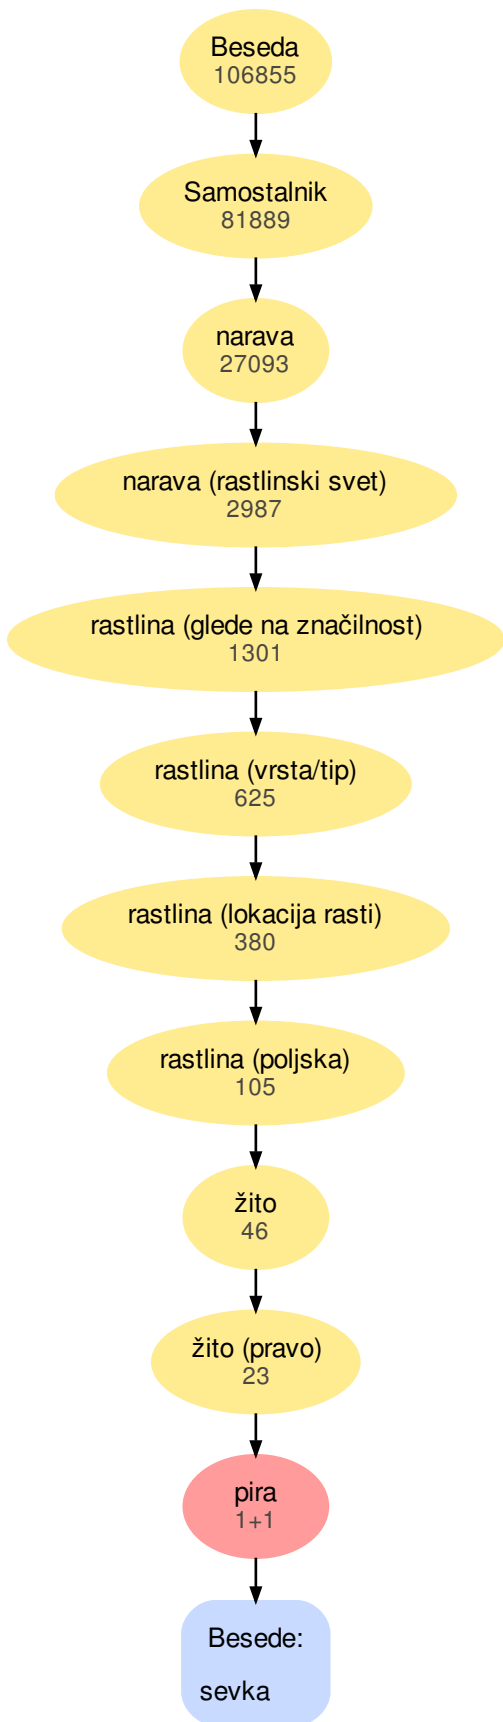 Beseda
106855
Samostalnik
81889
narava
27093
narava (rastlinski svet)
2987
rastlina (glede na značilnost)
1301
rastlina (vrsta/tip)
625
rastlina (lokacija rasti)
380
rastlina (poljska)
105
žito
46
žito (pravo)
23
pira
1+1
Besede:
sevka